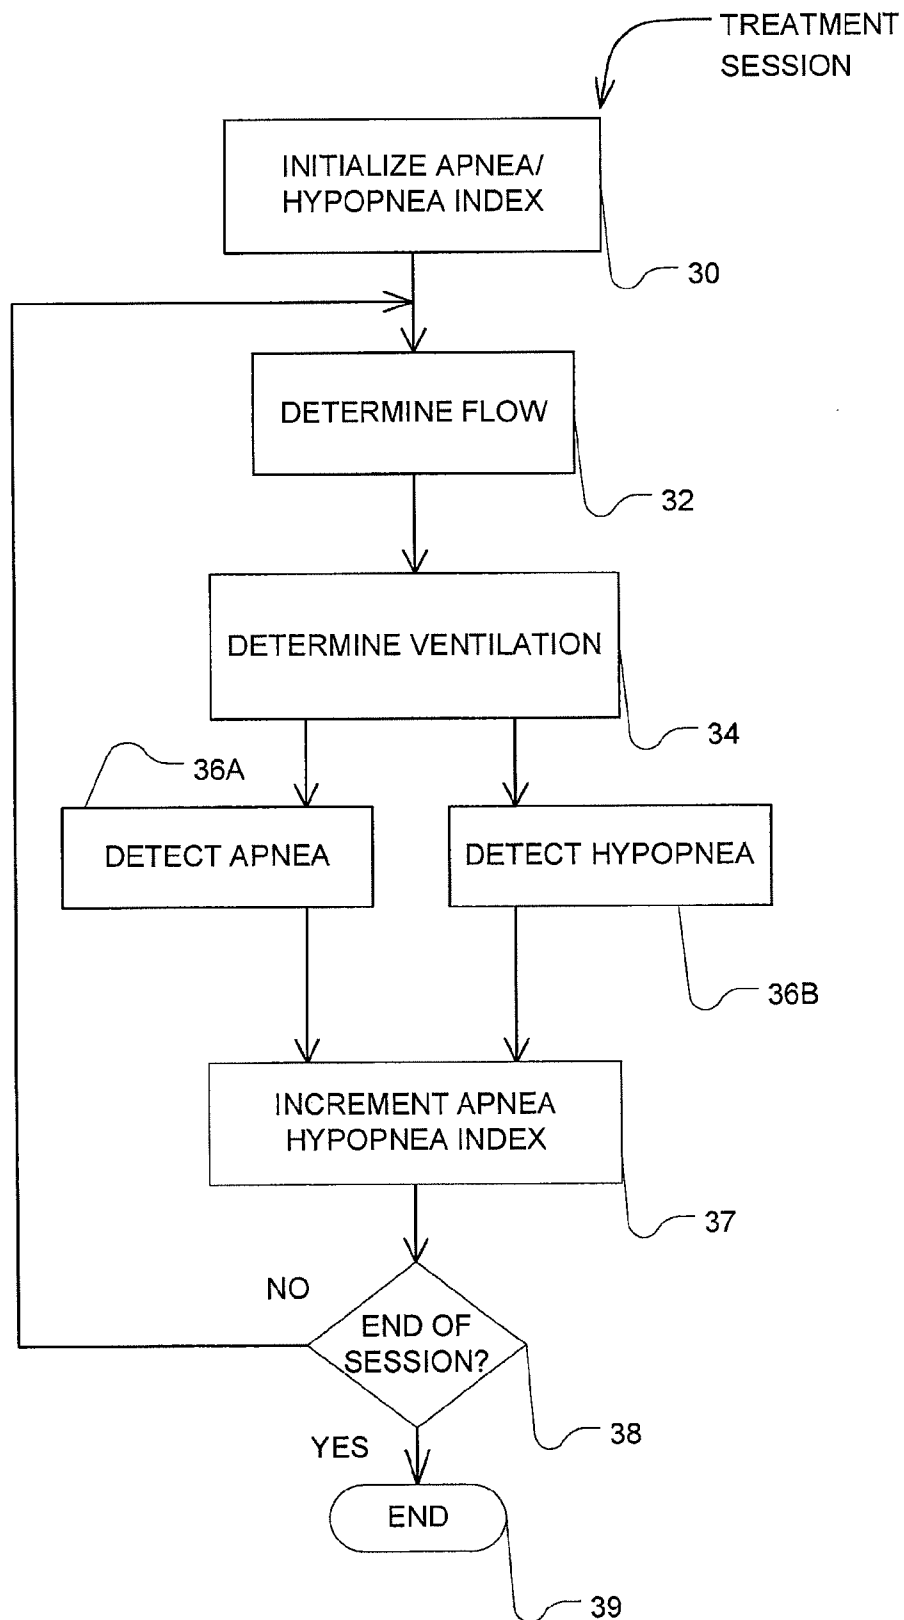 TREATMENT
SESSION
INITIALIZE APNEA/
HYPOPNEA INDEX
30
DETERMINE FLOW
32
DETERMINE VENTILATION
34
36A
DETECT APNEA
DETECT HYPOPNEA
36B
INCREMENT APNEA
HYPOPNEA INDEX
37
NO
END OF
SESSION?
38
YES
END
39